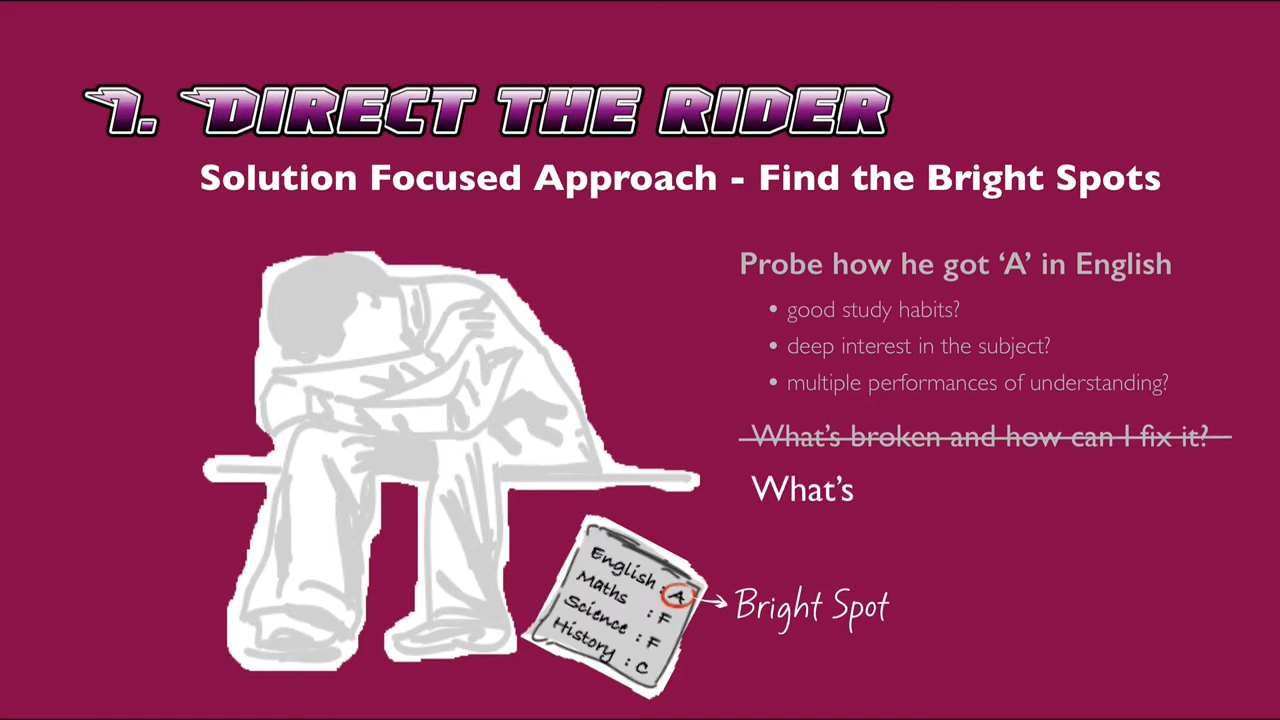 1. DIRECT THE RIDER
Solution Focused Approach - Find the Bright Spots
Probe how he got ‘A’ in English
• good study habits?
• deep interest in the subject?
• multiple performances of understanding?
What’s broken and how can I fix it?
What’s
English : A
Maths : F
Science : F
History : C
Bright Spot